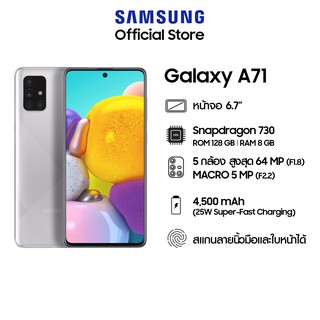 SAMSUNG
Official Store
Galaxy A71
หน้าจอ 6.7"
Snapdragon 730
ROM 128 GB | RAM 8 GB
5 กล้อง สูงสุด 64 MP (F1.8)
MACRO 5 MP (F2.2)
4,500 mAh
(25W Super-Fast Charging)
สแกนลายนิ้วมือและใบหน้าได้